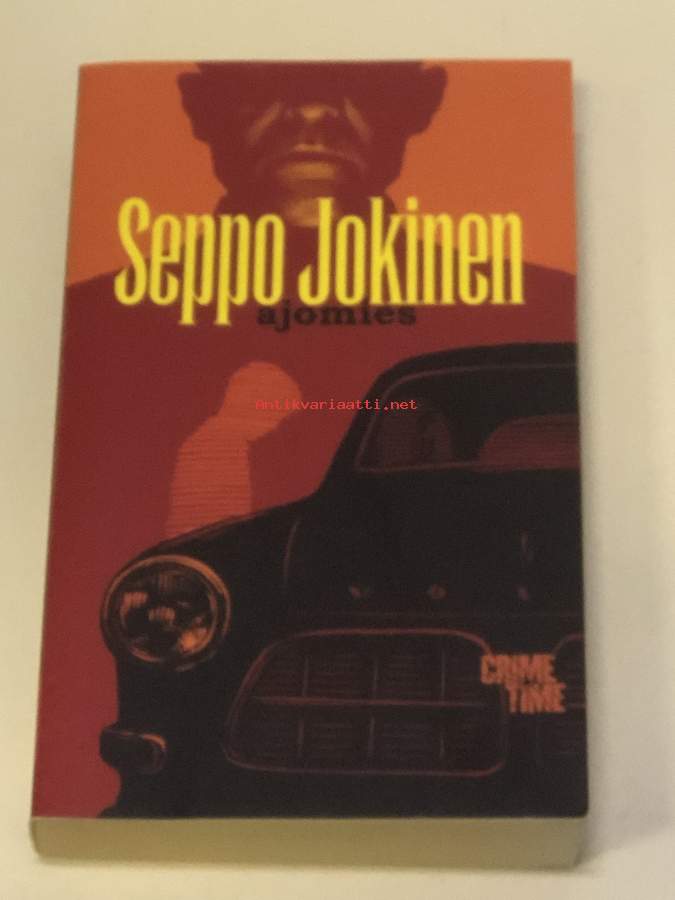 Seppo Jokinen
ajomies
Antikvariaatti.net
V O L
CRIME
TIME